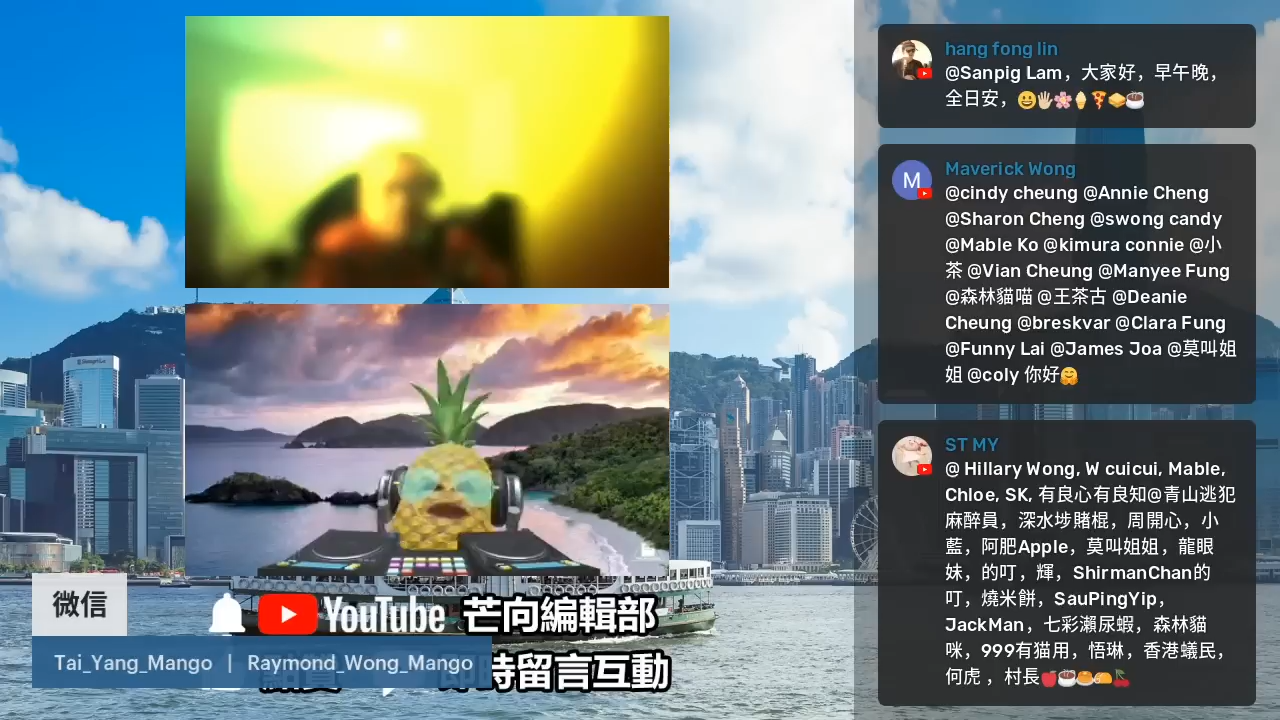 YouTube 芒向編輯部
即時留言互動
微信
Tai_Yang_Mango | Raymond_Wong_Mango
hang fong lin
@Sanpig Lam，大家好，早午晚，
全日安，😀🖐🌸🍦🍕🧇☕
M
Maverick Wong
@cindy cheung @Annie Cheng
@Sharon Cheng @swong candy
@Mable Ko @kimura connie @小
茶 @Vian Cheung @Manyee Fung
@森林貓喵 @王茶古 @Deanie
Cheung @breskvar @Clara Fung
@Funny Lai @James Joa @莫叫姐
姐 @coly 你好🤗
ST MY
@ Hillary Wong, W cuicui, Mable,
Chloe, SK, 有良心有良知@青山逃犯
麻醉員，深水埗賭棍，周開心，小
藍，阿肥Apple，莫叫姐姐，龍眼
妹，的叮，輝，ShirmanChan的
叮，燒米餅，SauPingYip，
JackMan，七彩瀨尿蝦，森林貓
咪，999有猫用，悟琳，香港蟻民，
何虎 ，村長🍎☕🥞🌮🍒